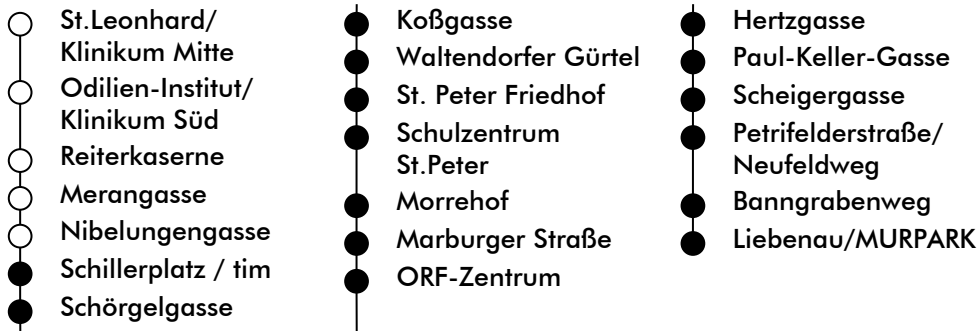 St.Leonhard/
Klinikum Mitte
Odilien-Institut/
Klinikum Süd
Reiterkaserne
Merangasse
Nibelungengasse
Schillerplatz / tim
Schörgelgasse
Koßgasse
Waltendorfer Gürtel
St. Peter Friedhof
Schulzentrum
St.Peter
Morrehof
Marburger Straße
ORF-Zentrum
Hertzgasse
Paul-Keller-Gasse
Scheigergasse
Petrifelderstraße/
Neufeldweg
Banngrabenweg
Liebenau/MURPARK